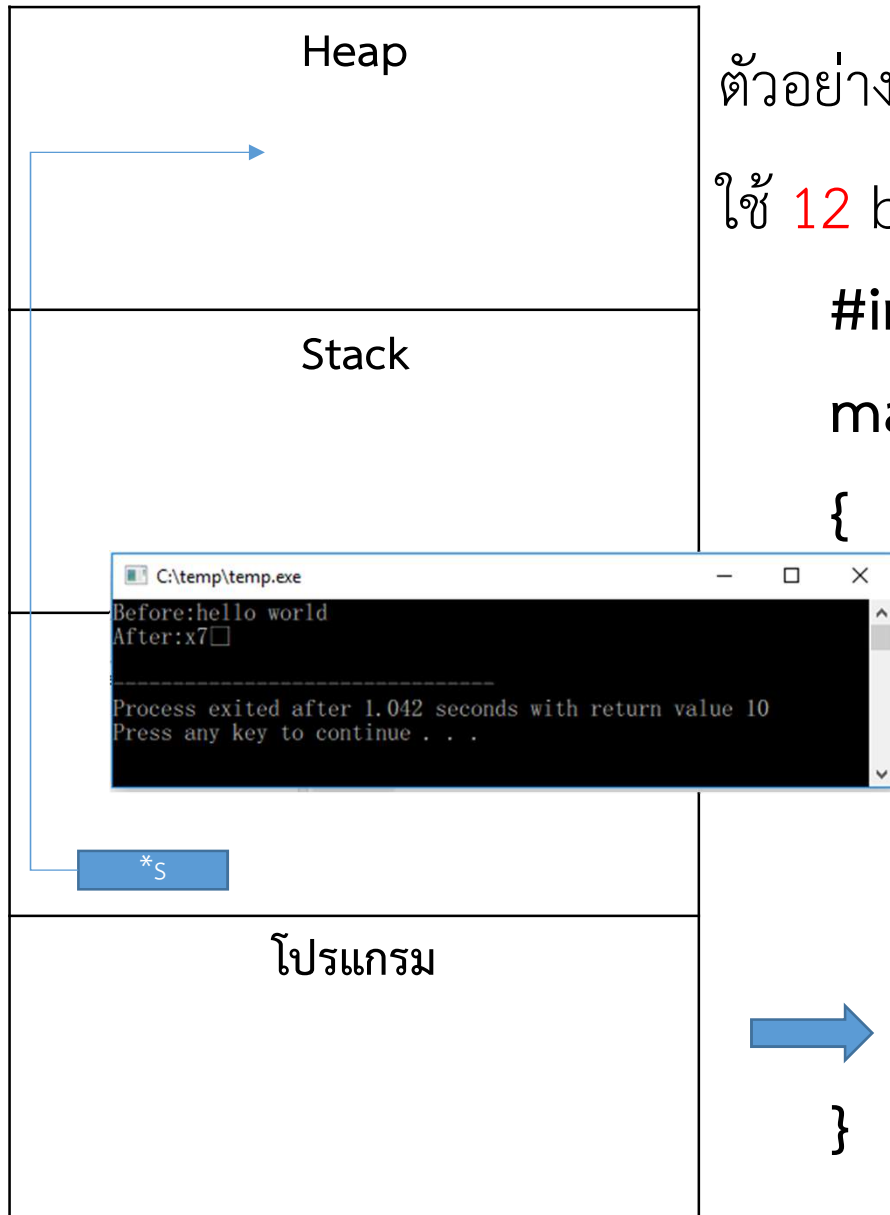 Heap
ตัวอย่าง
ใช้ 12 b
#in
ma
{
Stack
C:\temp\temp.exe
Before:hello world
After:x7□
--------------------------------
Process exited after 1.042 seconds with return value 10
Press any key to continue . . .
*s
โปรแกรม
}